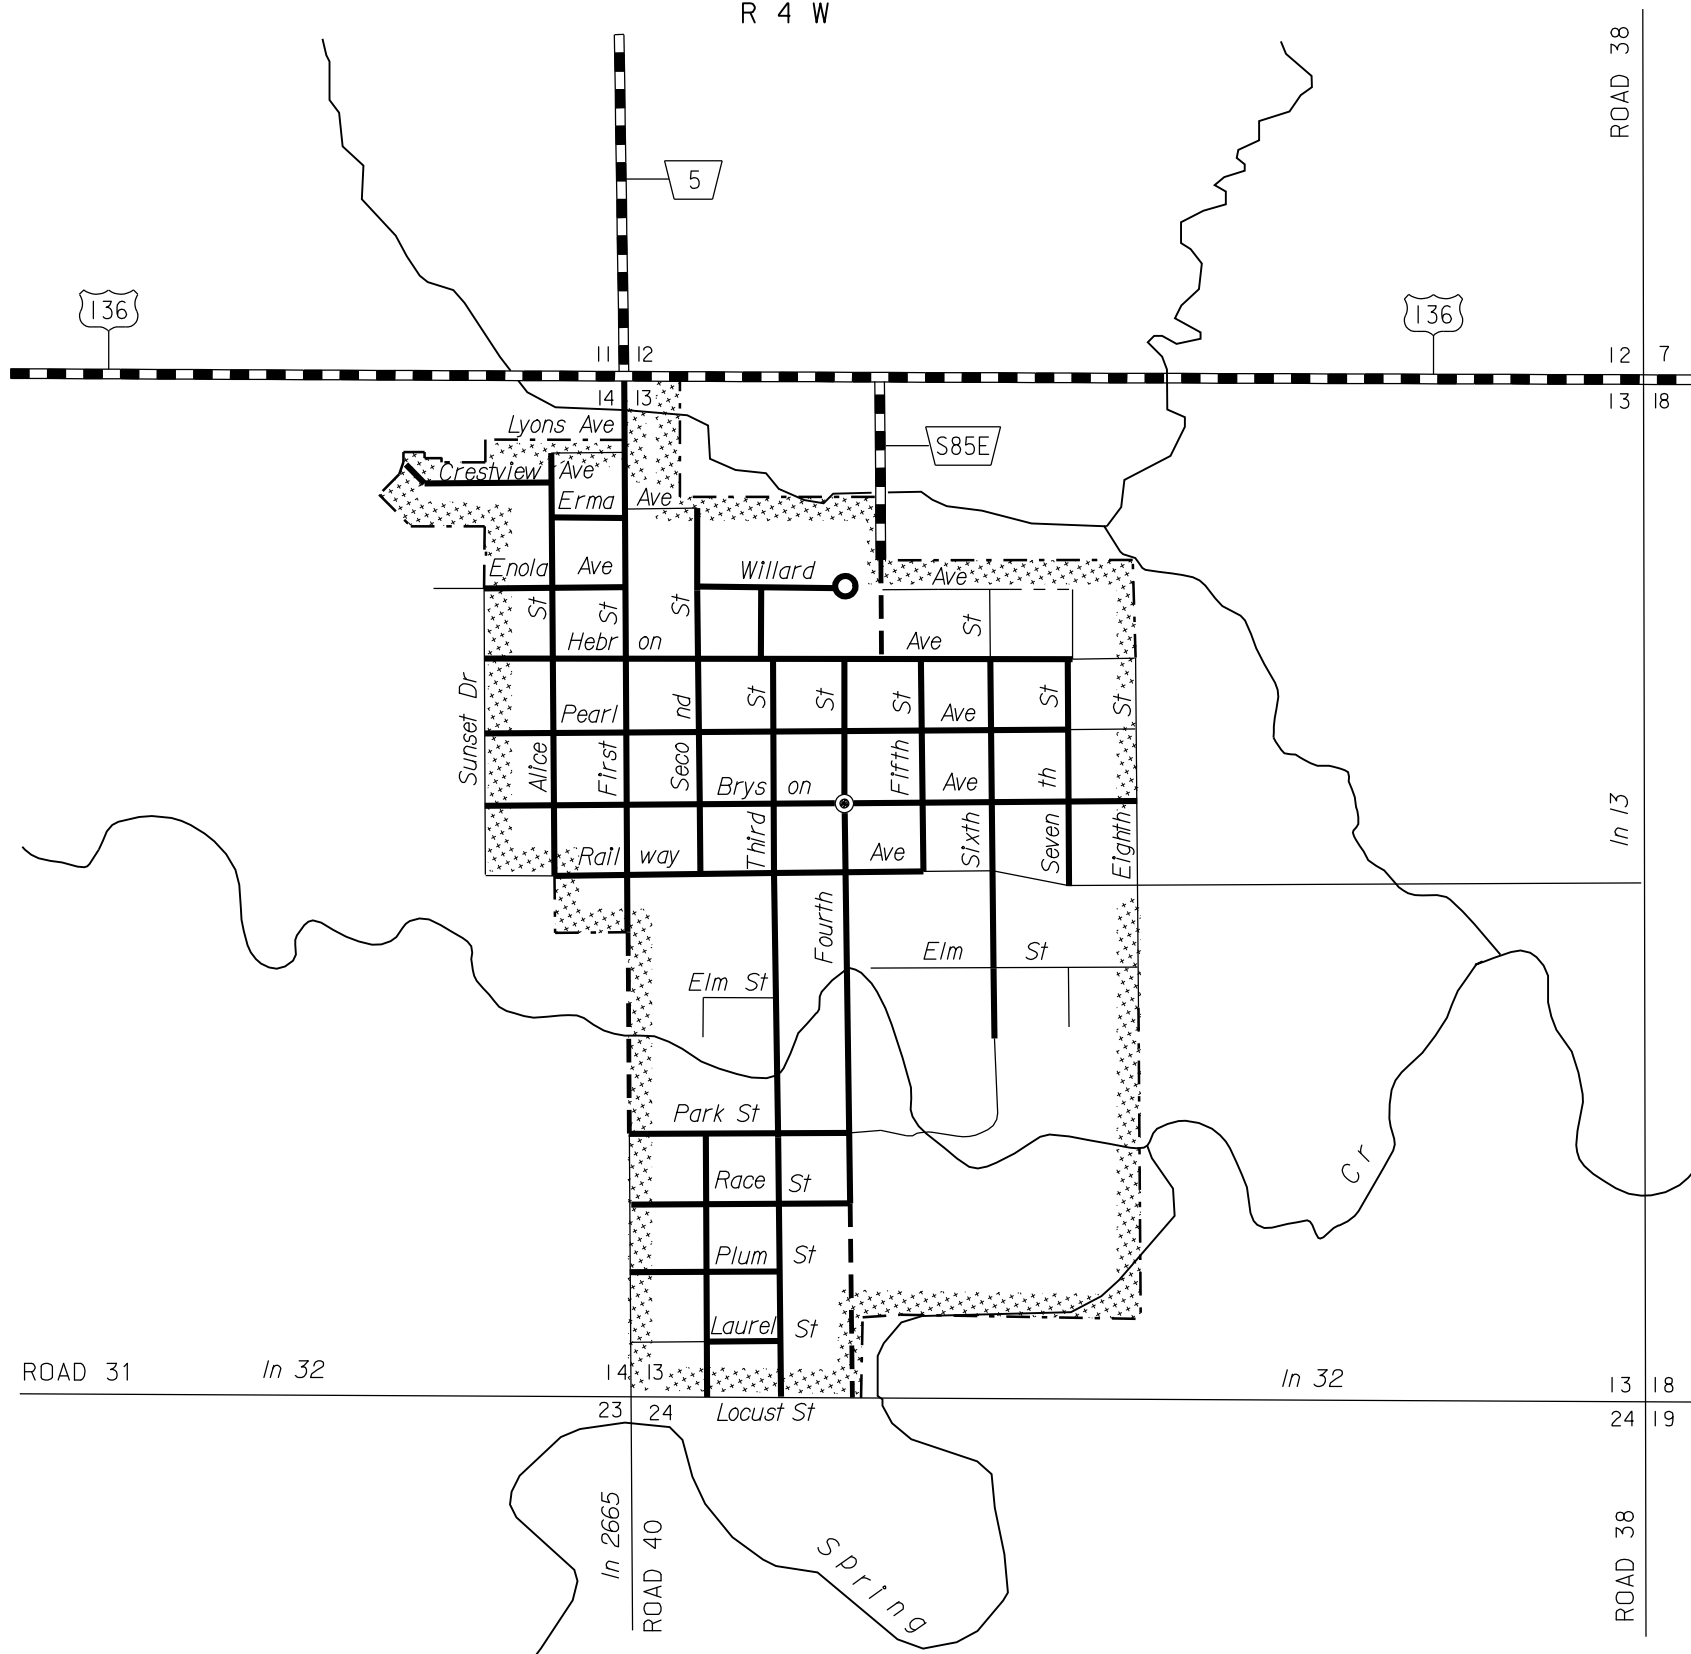 R 4 W
ROAD 38
5
136
136
11 12
12 7
14 13
13 18
Lyons Ave
S85E
Crestview Ave
Erma Ave
Enola Ave
Willard Ave
St
St
St
St
Hebr on Ave
Sunset Dr
St
St
St
St
St
Pearl Ave
nd
Alice
First
Seco
Fifth
th
Brys on Ave
In 13
Third
Sixth
Seven
Eighth
Rail way Ave
Fourth
Elm St
Elm St
Park St
Race St
Cr
Plum St
Laurel St
ROAD 31
In 32
14 13
In 32
13 18
23 24
Locust St
24 19
In 2665
ROAD 40
Spring
ROAD 38